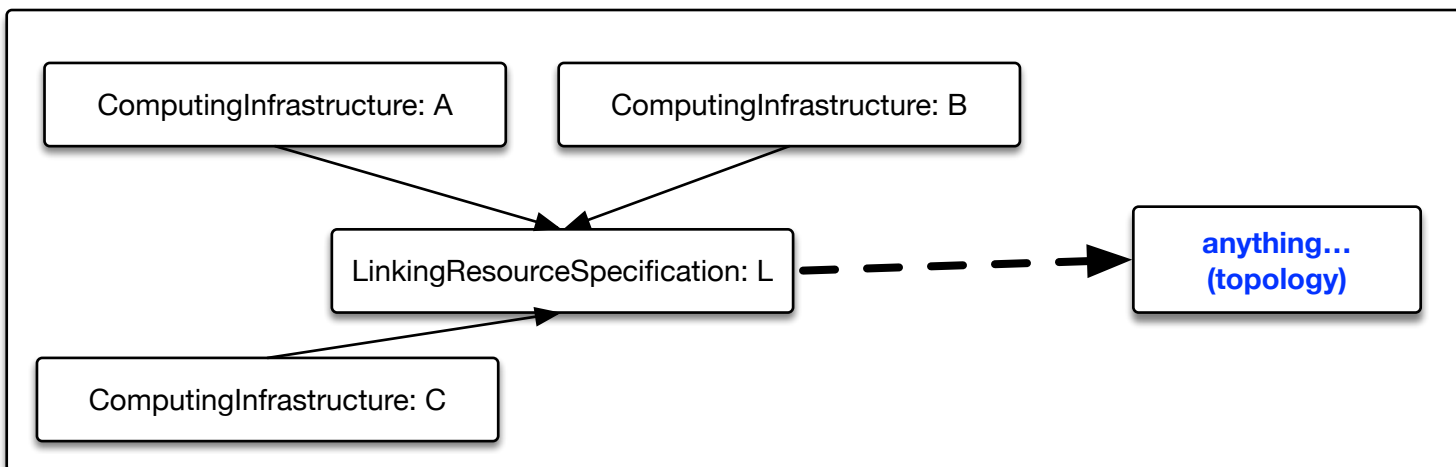 ComputingInfrastructure: A
ComputingInfrastructure: B
LinkingResourceSpecification: L
anything…
(topology)
ComputingInfrastructure: C